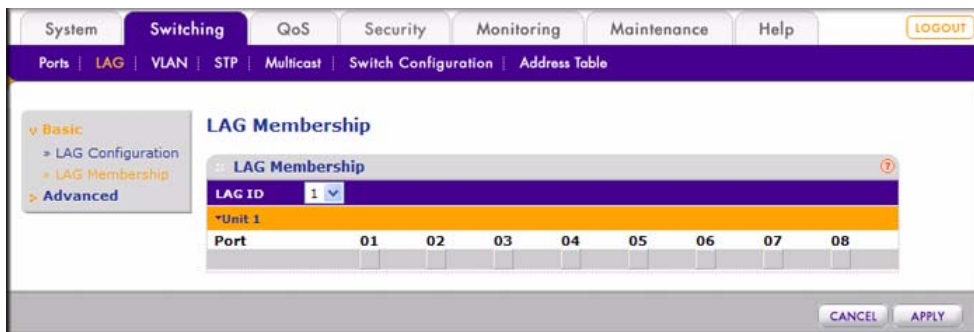 System Switching QoS Security Monitoring Maintenance Help LOGOUT
Ports | LAG | VLAN | STP | Multicast | Switch Configuration | Address Table
Basic
» LAG Configuration
» LAG Membership
Advanced
LAG Membership
LAG Membership ?
LAG ID 1
Unit 1
Port 01 02 03 04 05 06 07 08
CANCEL APPLY